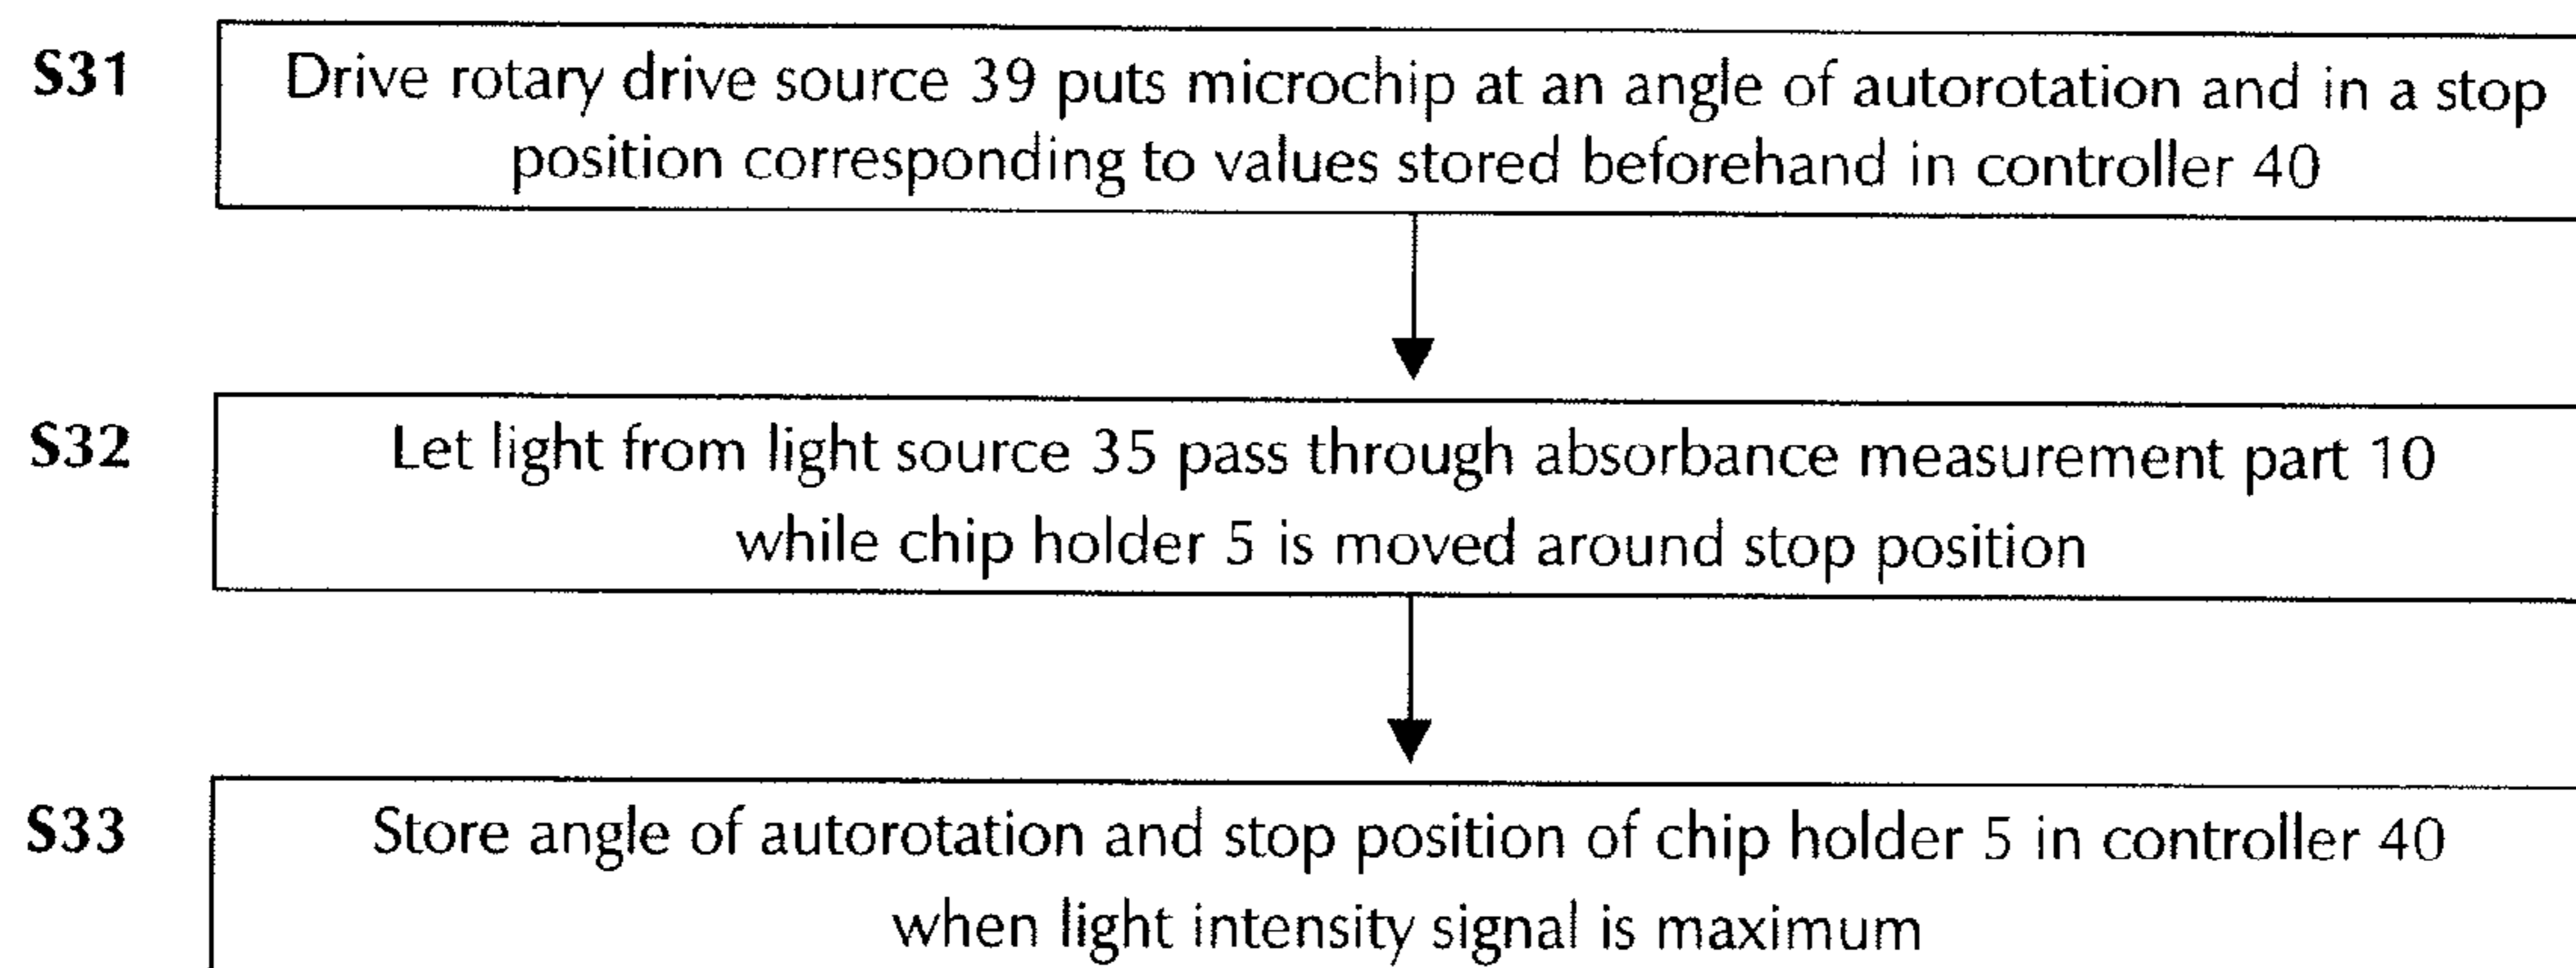 S31 Drive rotary drive source 39 puts microchip at an angle of autorotation and in a stop
position corresponding to values stored beforehand in controller 40
S32 Let light from light source 35 pass through absorbance measurement part 10
while chip holder 5 is moved around stop position
S33 Store angle of autorotation and stop position of chip holder 5 in controller 40
when light intensity signal is maximum